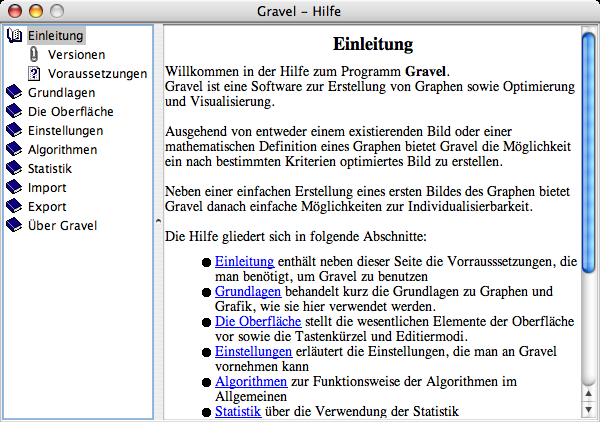 Gravel – Hilfe
Einleitung
Versionen
Voraussetzungen
Grundlagen
Die Oberfläche
Einstellungen
Algorithmen
Statistik
Import
Export
Über Gravel
Einleitung
Willkommen in der Hilfe zum Programm Gravel.
Gravel ist eine Software zur Erstellung von Graphen sowie Optimierung
und Visualisierung.
Ausgehend von entweder einem existierenden Bild oder einer
mathematischen Definition eines Graphen bietet Gravel die Möglichkeit
ein nach bestimmten Kriterien optimiertes Bild zu erstellen.
Neben einer einfachen Erstellung eines ersten Bildes des Graphen bietet
Gravel danach einfache Möglichkeiten zur Individualisierbarkeit.
Die Hilfe gliedert sich in folgende Abschnitte:
● Einleitung enthält neben dieser Seite die Vorrausssetzungen, die
man benötigt, um Gravel zu benutzen
● Grundlagen behandelt kurz die Grundlagen zu Graphen und
Grafik, wie sie hier verwendet werden.
● Die Oberfläche stellt die wesentlichen Elemente der Oberfläche
vor sowie die Tastenkürzel und Editiermodi.
● Einstellungen erläutert die Einstellungen, die man an Gravel
vornehmen kann
● Algorithmen zur Funktionsweise der Algorithmen im
Allgemeinen
● Statistik über die Verwendung der Statistik